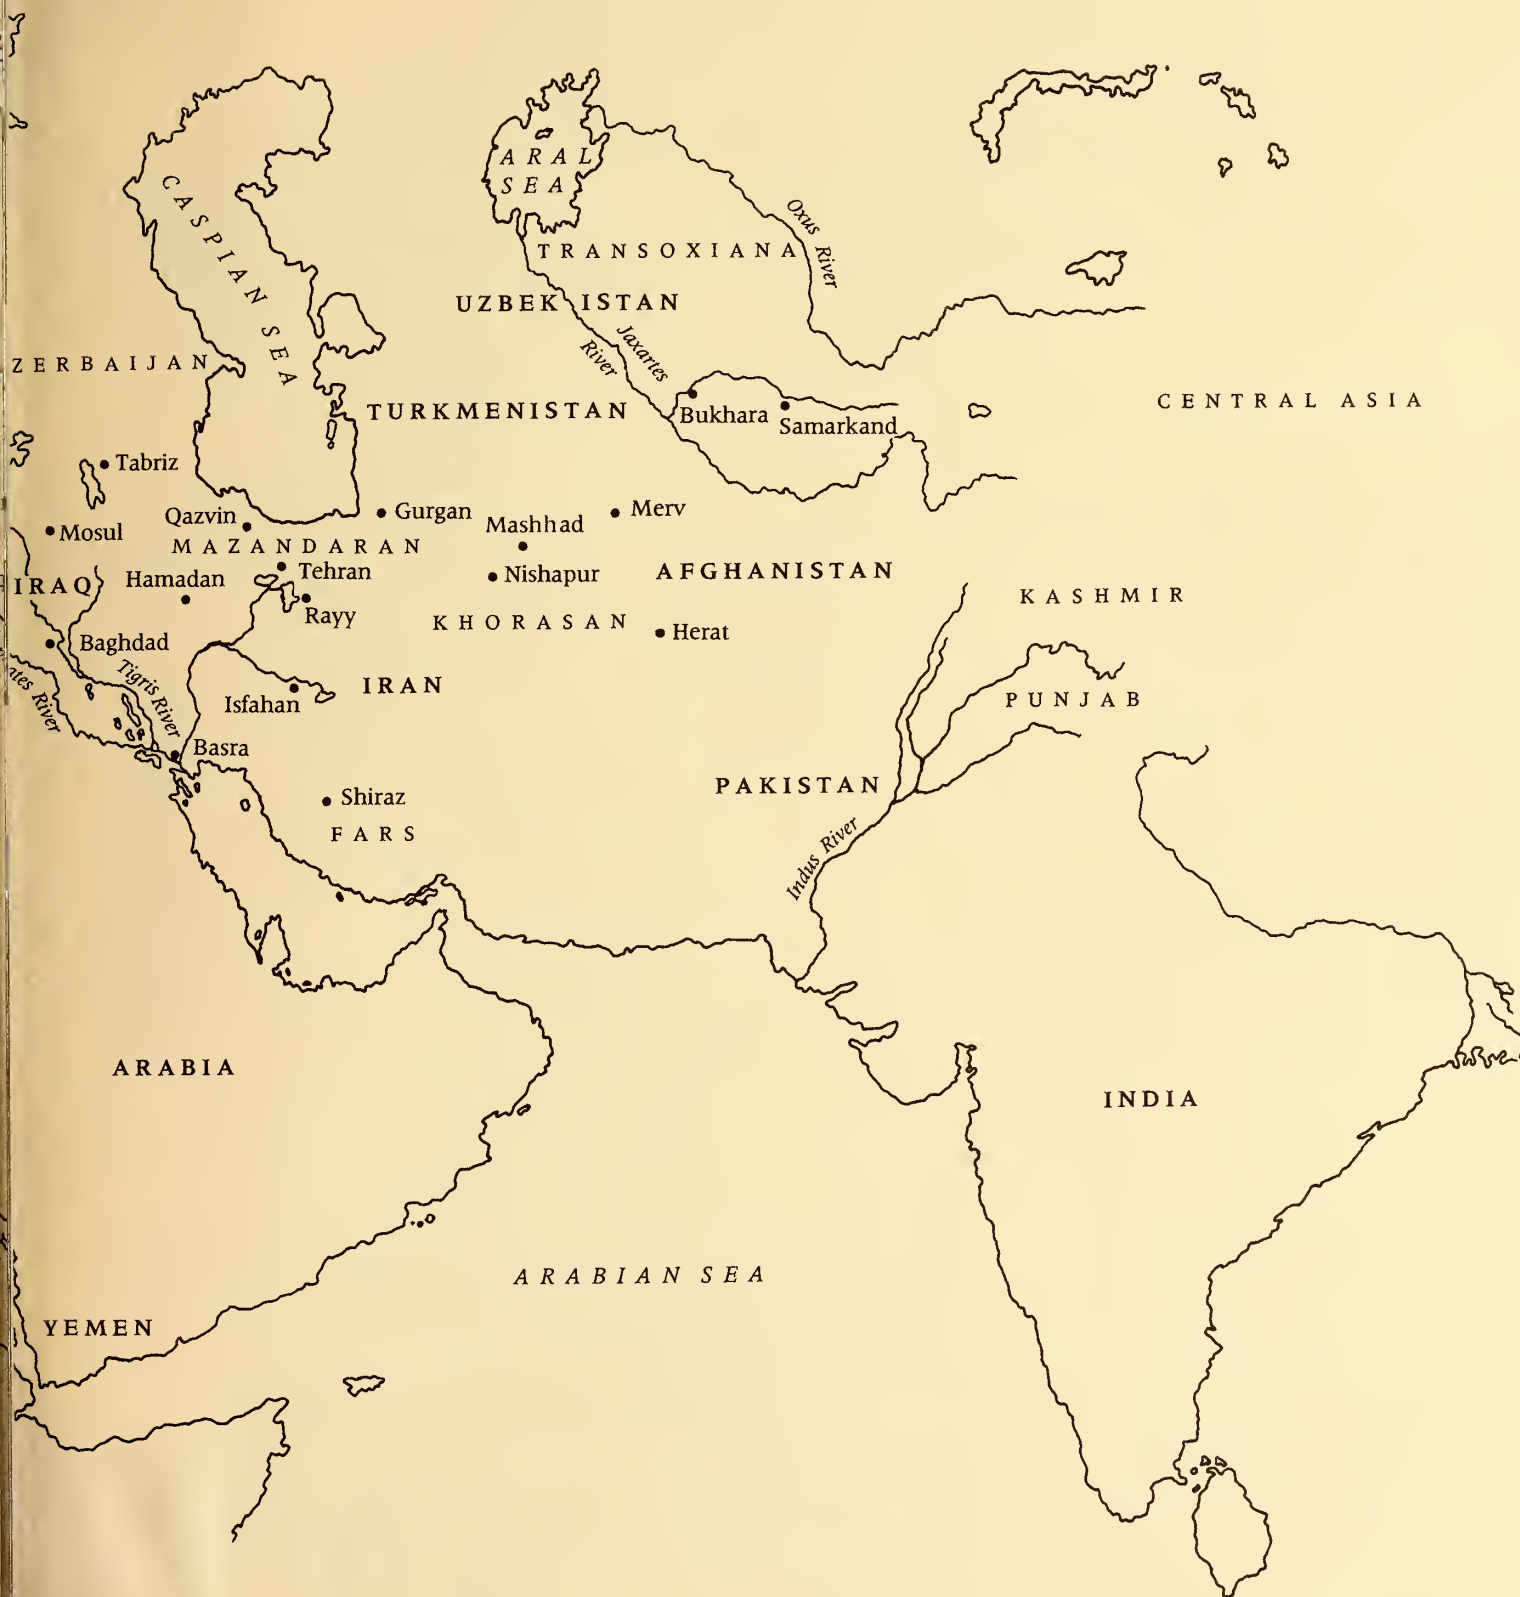 ARAL
SEA
CASPIAN SEA
Oxus River
TRANSOXIANA
UZBEKISTAN
Jaxartes
River
ZERBAIJAN
TURKMENISTAN
CENTRAL ASIA
Bukhara
Samarkand
Tabriz
Qazvin
Gurgan
Mashhad
Merv
Mosul
MAZANDARAN
IRAQ
Hamadan
Tehran
Nishapur
AFGHANISTAN
KASHMIR
Rayy
KHORASAN
Herat
Baghdad
Tigris River
ates River
Isfahan
IRAN
PUNJAB
Basra
PAKISTAN
Shiraz
FARS
Indus River
ARABIA
INDIA
ARABIAN SEA
YEMEN